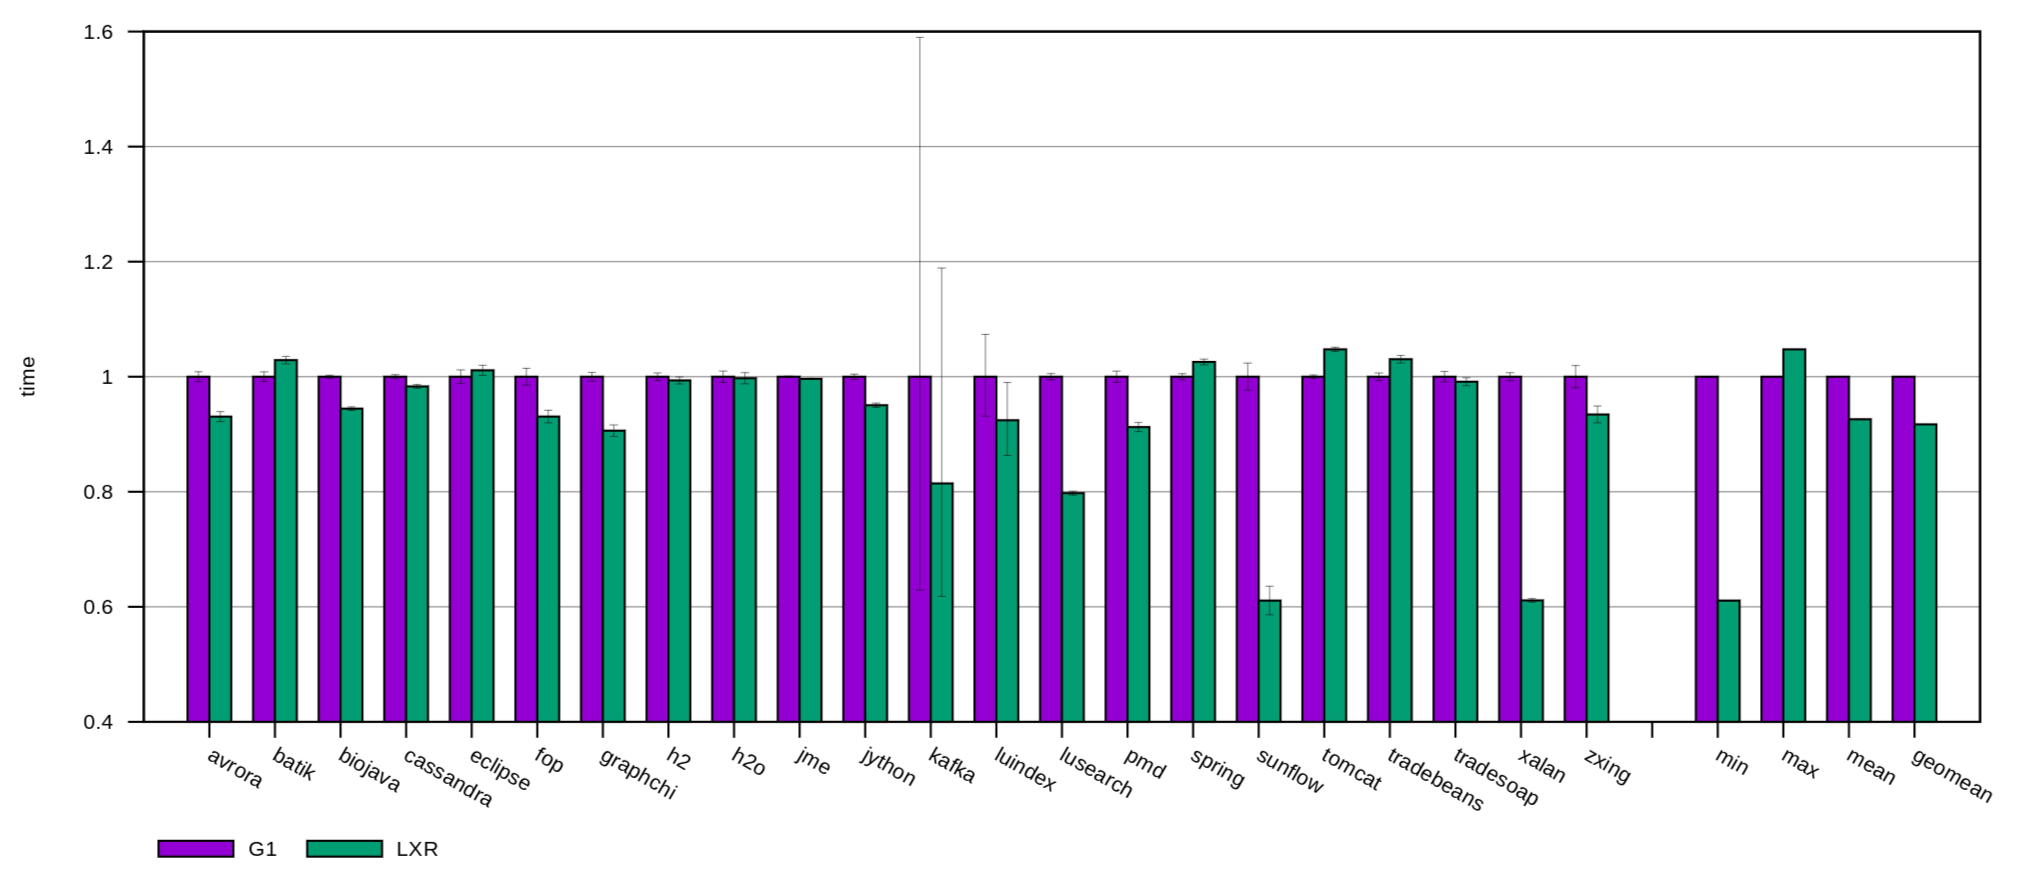 1.6
1.4
1.2
1
0.8
0.6
0.4
time
avrora
batik
biojava
cassandra
eclipse
fop
graphchi
h2
h2o
jme
jython
kafka
luindex
lusearch
pmd
spring
sunflow
tomcat
tradebeans
tradesoap
xalan
zxing
min
max
mean
geomean
G1 LXR